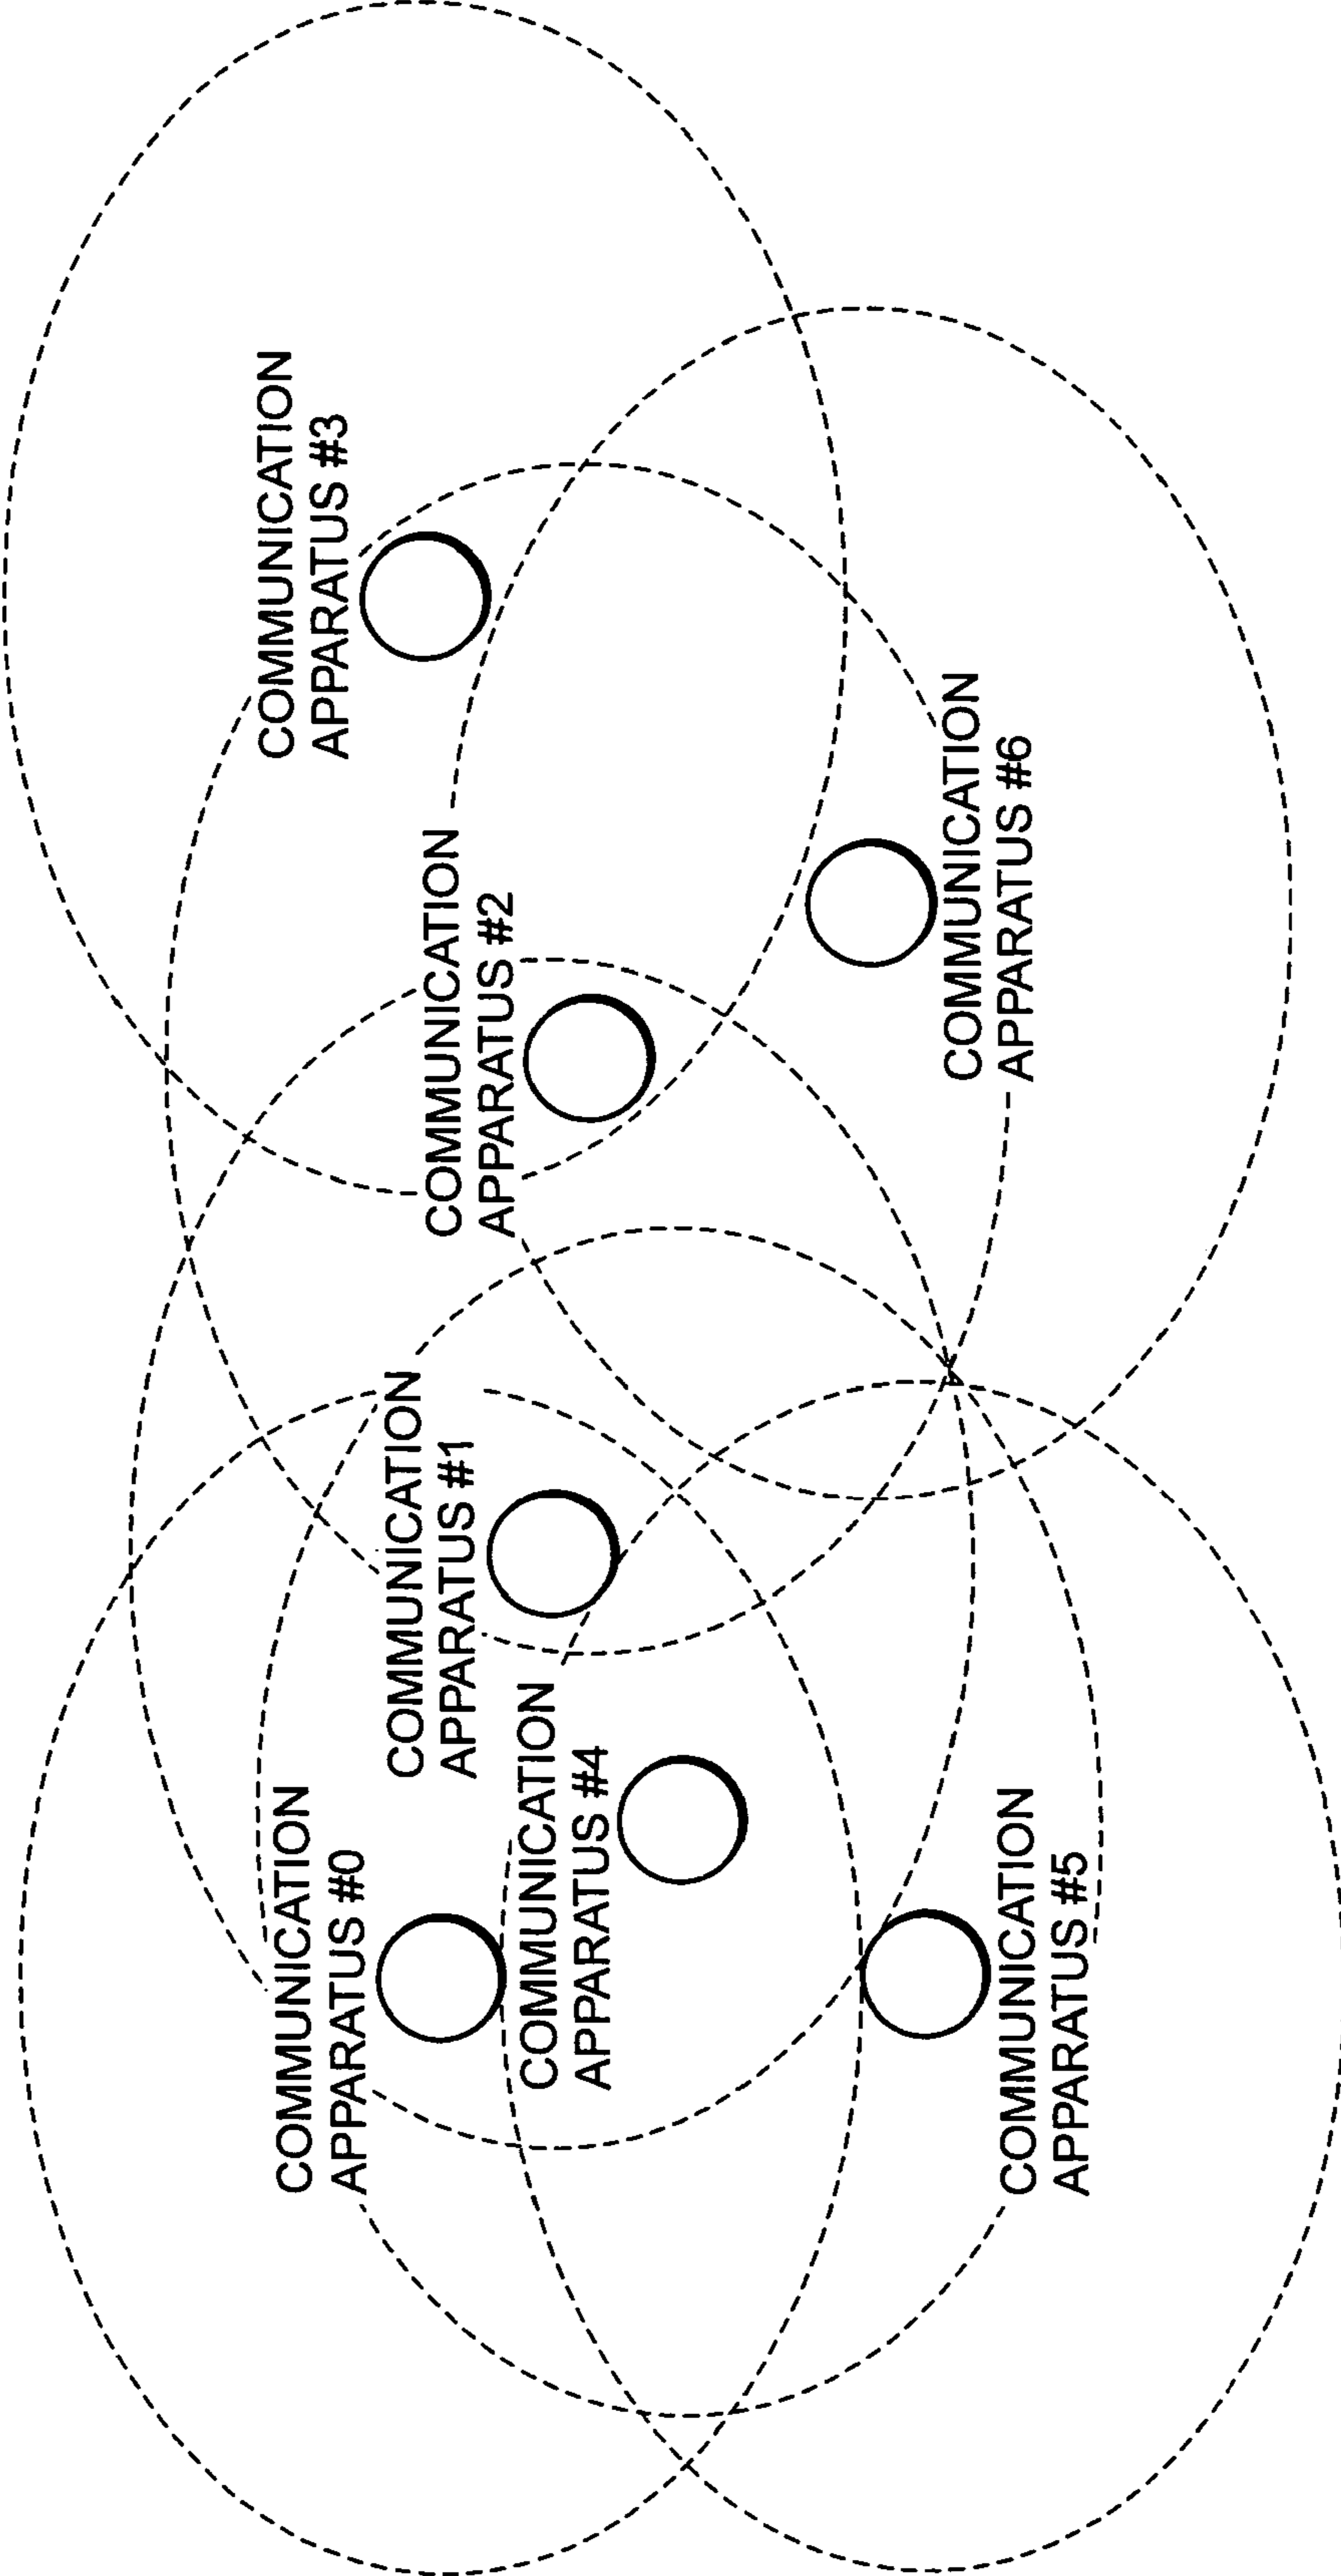 COMMUNICATION
APPARATUS #0
COMMUNICATION
APPARATUS #1
COMMUNICATION
APPARATUS #2
COMMUNICATION
APPARATUS #3
COMMUNICATION
APPARATUS #4
COMMUNICATION
APPARATUS #5
COMMUNICATION
APPARATUS #6